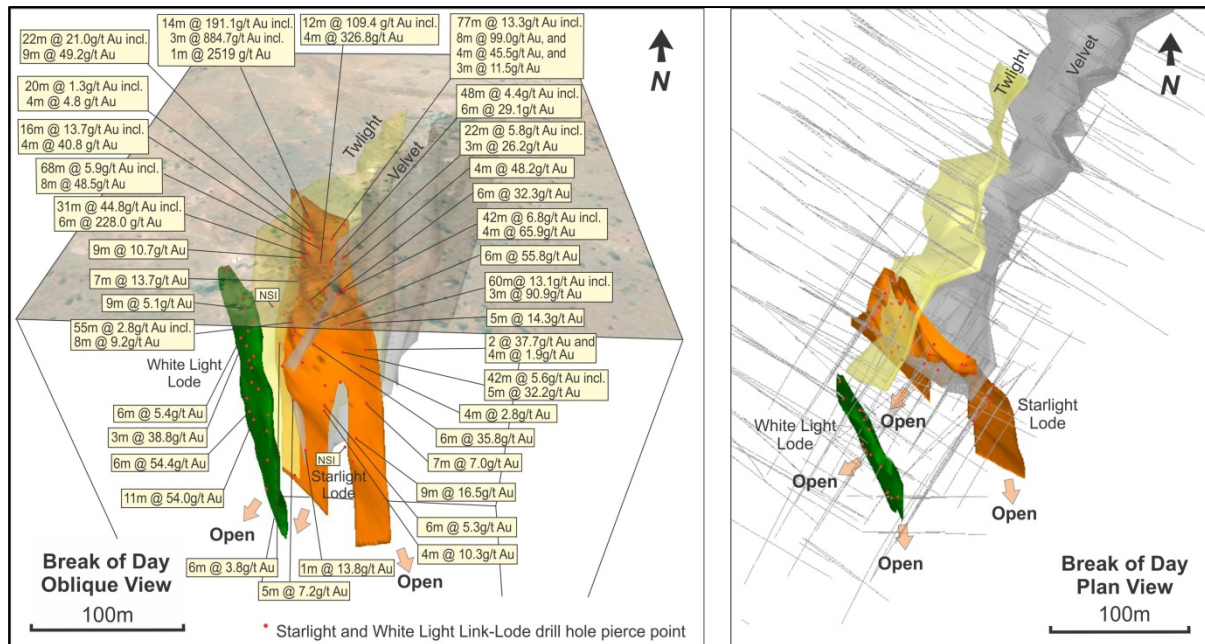 14m @ 191.1g/t Au incl.
3m @ 884.7g/t Au incl.
1m @ 2519 g/t Au
12m @ 109.4 g/t Au incl.
4m @ 326.8g/t Au
77m @ 13.3g/t Au incl.
8m @ 99.0g/t Au, and
4m @ 45.5g/t Au, and
3m @ 11.5g/t Au
N
22m @ 21.0g/t Au incl.
9m @ 49.2g/t Au
20m @ 1.3g/t Au incl.
4m @ 4.8 g/t Au
16m @ 13.7g/t Au incl.
4m @ 40.8 g/t Au
68m @ 5.9g/t Au incl.
8m @ 48.5g/t Au
31m @ 44.8g/t Au incl.
6m @ 228.0 g/t Au
9m @ 10.7g/t Au
7m @ 13.7g/t Au
9m @ 5.1g/t Au
55m @ 2.8g/t Au incl.
8m @ 9.2g/t Au
48m @ 4.4g/t Au incl.
6m @ 29.1g/t Au
22m @ 5.8g/t Au incl.
3m @ 26.2g/t Au
4m @ 48.2g/t Au
6m @ 32.3g/t Au
42m @ 6.8g/t Au incl.
4m @ 65.9g/t Au
6m @ 55.8g/t Au
60m @ 13.1g/t Au incl.
3m @ 90.9g/t Au
5m @ 14.3g/t Au
2 @ 37.7g/t Au and
4m @ 1.9g/t Au
42m @ 5.6g/t Au incl.
5m @ 32.2g/t Au
4m @ 2.8g/t Au
6m @ 35.8g/t Au
7m @ 7.0g/t Au
9m @ 16.5g/t Au
6m @ 5.3g/t Au
4m @ 10.3g/t Au
Twlight
Velvet
NSI
White Light
Lode
6m @ 5.4g/t Au
3m @ 38.8g/t Au
6m @ 54.4g/t Au
11m @ 54.0g/t Au
NSI
Starlight
Lode
Open
Open
6m @ 3.8g/t Au
5m @ 7.2g/t Au
1m @ 13.8g/t Au
Break of Day
Oblique View
100m
Starlight and White Light Link-Lode drill hole pierce point
Twlight
Velvet
N
White Light
Lode
Starlight
Lode
Open
Open
Open
Open
Break of Day
Plan View
100m